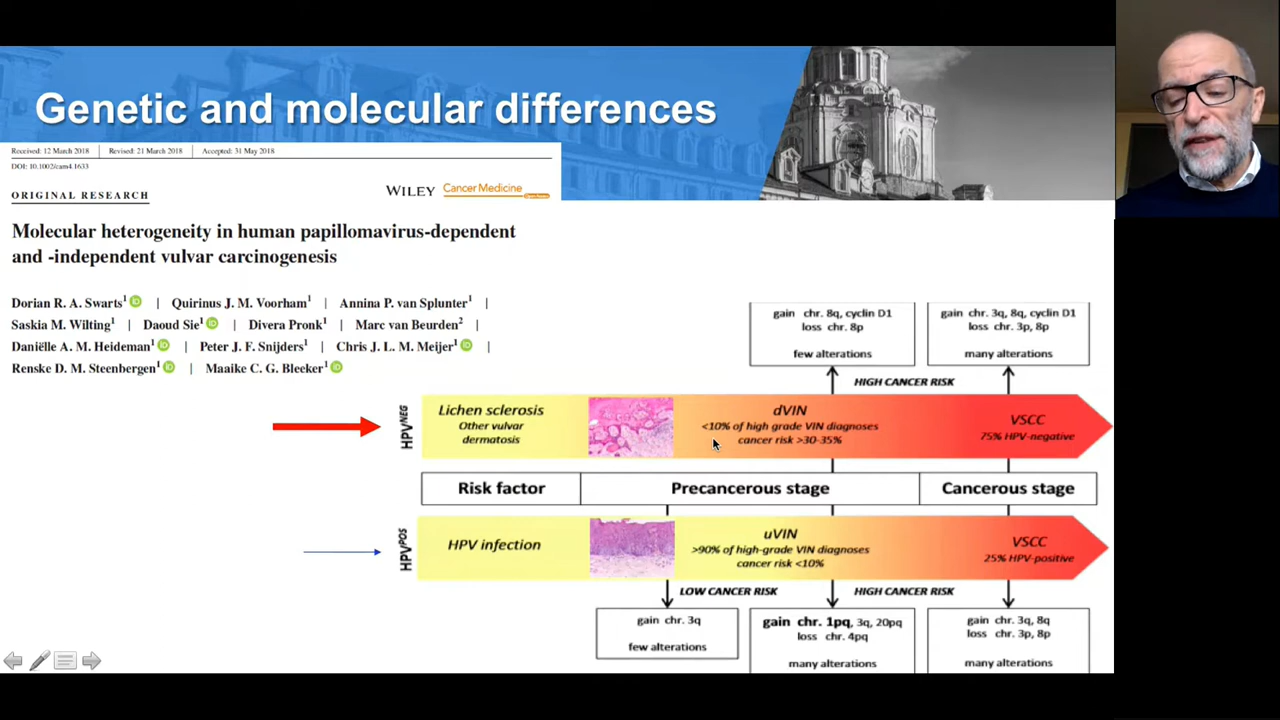 Genetic and molecular differences
Received: 12 March 2018 | Revised: 21 March 2018 | Accepted: 31 May 2018
DOI: 10.1002/cam4.1633
ORIGINAL RESEARCH
WILEY Cancer Medicine
Open Access
Molecular heterogeneity in human papillomavirus-dependent
and -independent vulvar carcinogenesis
Dorian R. A. Swarts¹ | Quirinus J. M. Voorham¹ | Annina P. van Splunter¹ |
Saskia M. Wilting¹ | Daoud Sie¹ | Divera Pronk¹ | Marc van Beurden² |
Daniëlle A. M. Heideman¹ | Peter J. F. Snijders¹ | Chris J. L. M. Meijer¹ |
Renske D. M. Steenbergen¹ | Maaike C. G. Bleeker¹
gain chr. 8q, cyclin D1
loss chr. 8p
few alterations
gain chr. 3q, 8q, cyclin D1
loss chr. 3p, 8p
many alterations
HIGH CANCER RISK
HPVNEG
Lichen sclerosis
Other vulvar
dermatosis
dVIN
<10% of high grade VIN diagnoses
cancer risk >30-35%
VSCC
75% HPV-negative
Risk factor
Precancerous stage
Cancerous stage
HPVPOS
HPV infection
uVIN
>90% of high-grade VIN diagnoses
cancer risk <10%
VSCC
25% HPV-positive
LOW CANCER RISK
HIGH CANCER RISK
gain chr. 3q
few alterations
gain chr. 1pq, 3q, 20pq
loss chr. 4pq
many alterations
gain chr. 3q, 8q
loss chr. 3p, 8p
many alterations